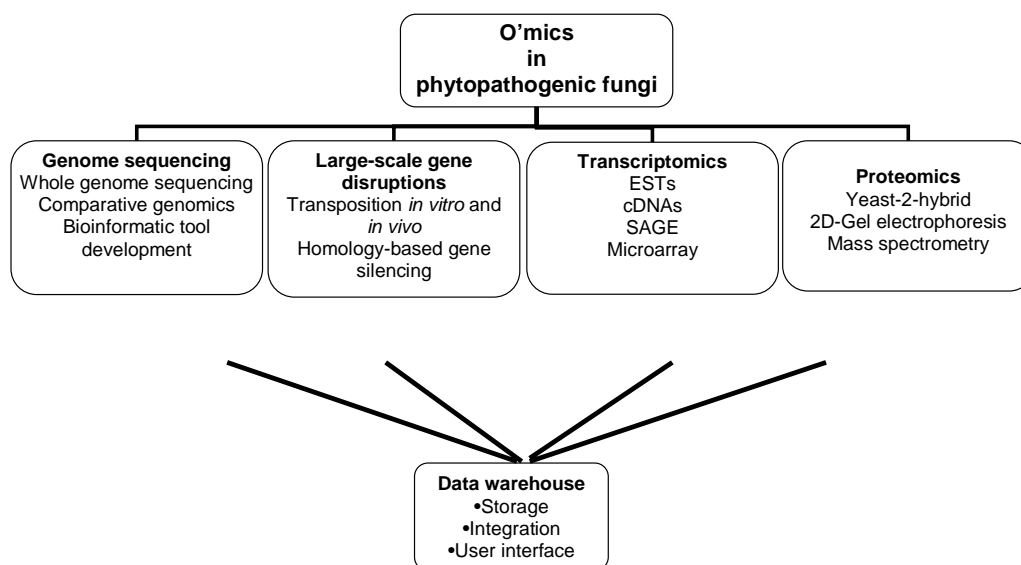 O’mics
in
phytopathogenic fungi
Genome sequencing
Whole genome sequencing
Comparative genomics
Bioinformatic tool
development
Large-scale gene
disruptions
Transposition in vitro and
in vivo
Homology-based gene
silencing
Transcriptomics
ESTs
cDNAs
SAGE
Microarray
Proteomics
Yeast-2-hybrid
2D-Gel electrophoresis
Mass spectrometry
Data warehouse
•Storage
•Integration
•User interface